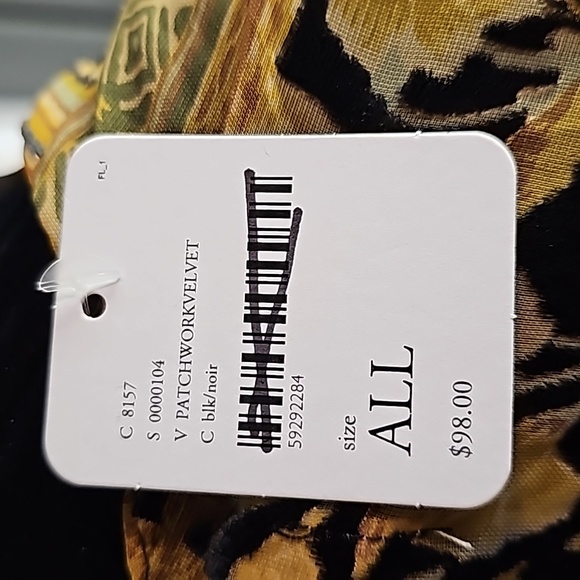 FL_1
C 8157
S 0000104
V PATCHWORKVELVET
C blk/noir
59292284
size
ALL
$98.00